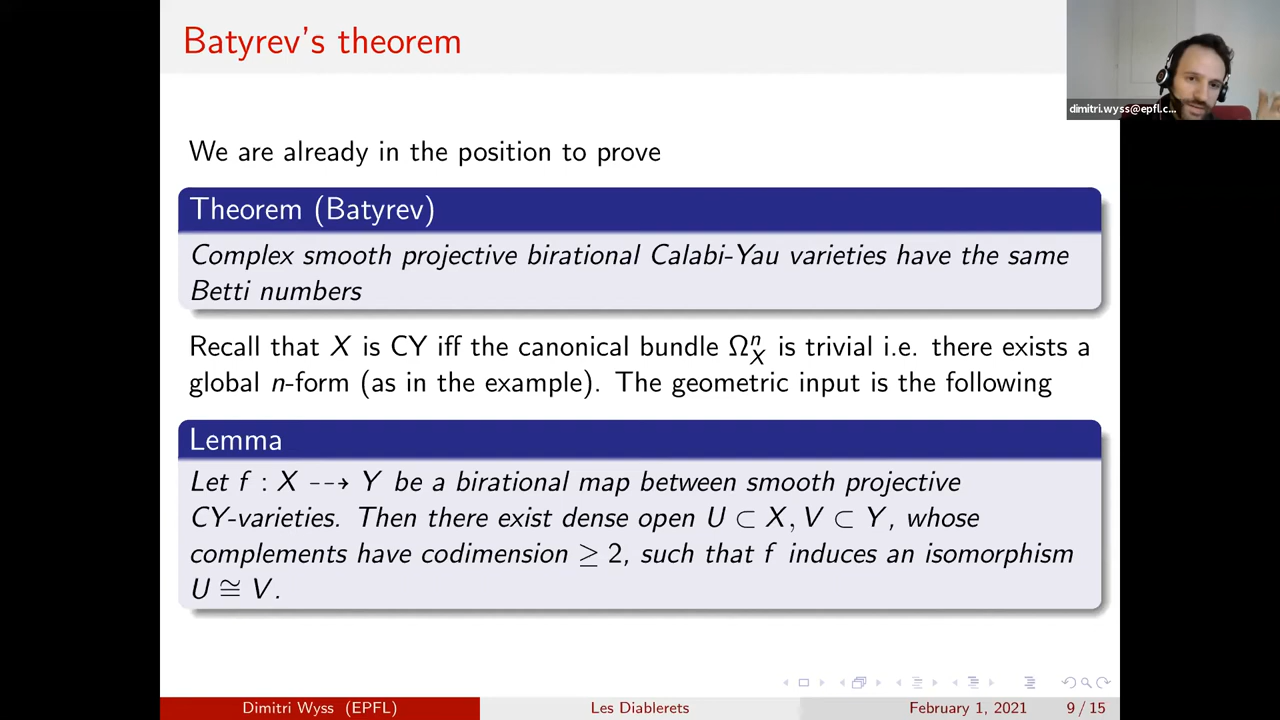 Batyrev's theorem
dimitri.wyss@epfl.c...
We are already in the position to prove
Theorem (Batyrev)
Complex smooth projective birational Calabi-Yau varieties have the same
Betti numbers
Recall that X is CY iff the canonical bundle Ωⁿ_X is trivial i.e. there exists a
global n-form (as in the example). The geometric input is the following
Lemma
Let f : X ⇢ Y be a birational map between smooth projective
CY-varieties. Then there exist dense open U ⊂ X, V ⊂ Y, whose
complements have codimension ≥ 2, such that f induces an isomorphism
U ≅ V.
Dimitri Wyss (EPFL) Les Diablerets February 1, 2021 9 / 15